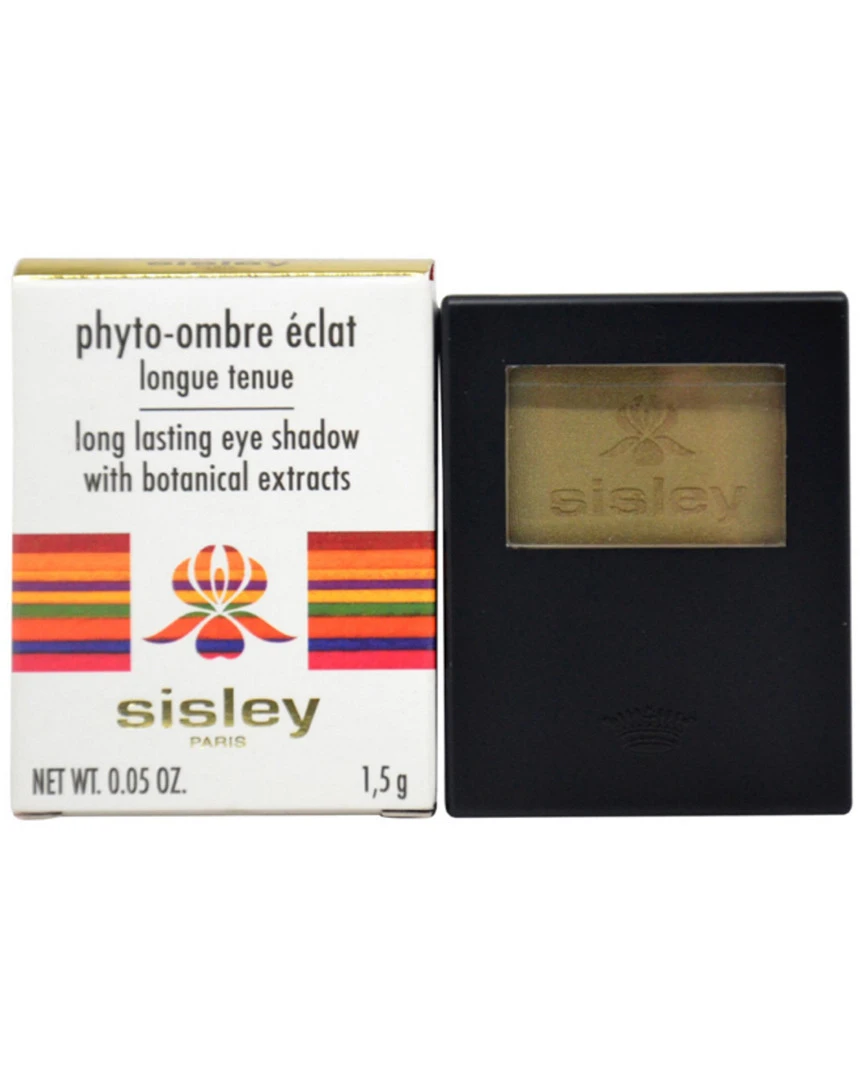 sisley
phyto-ombre éclat
longue tenue
long lasting eye shadow
with botanical extracts
sisley
PARIS
NET WT. 0.05 OZ.
1,5 g
sisley